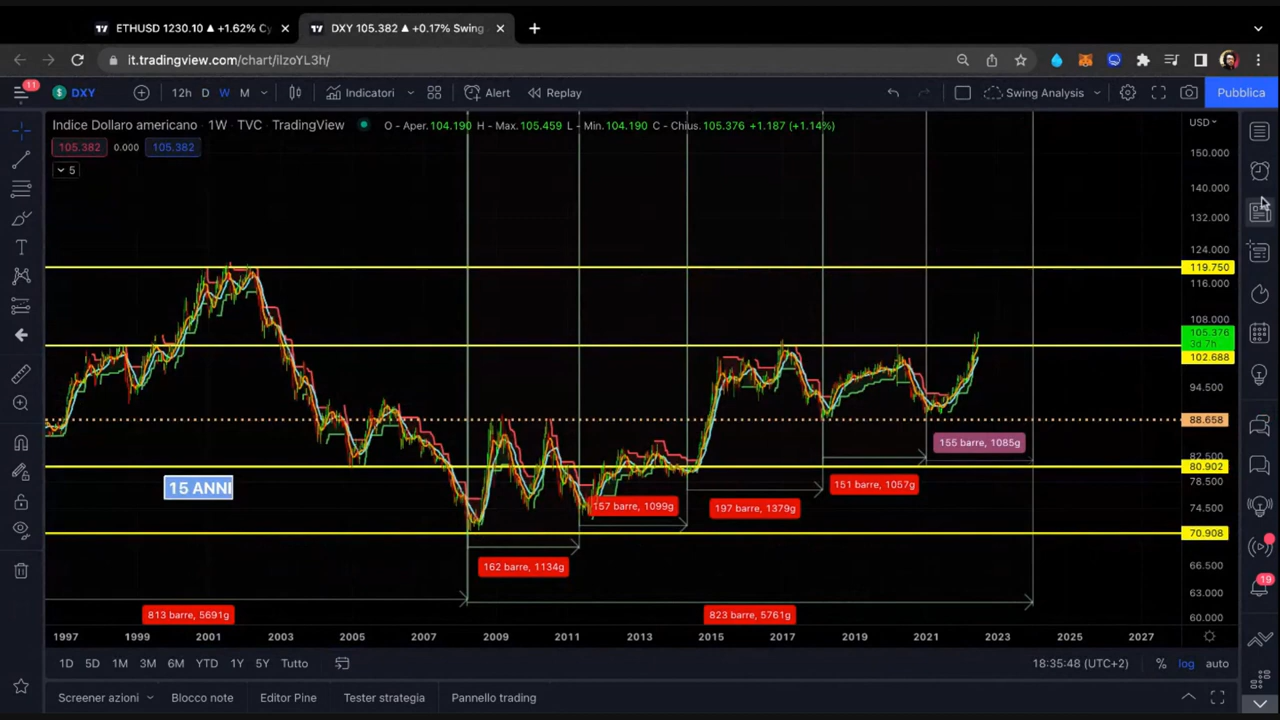 ETHUSD 1230.10 ▲ +1.62% Cy
DXY 105.382 ▲ +0.17% Swing
it.tradingview.com/chart/iIzoYL3h/
11
DXY
12h D W M
Indicatori
Alert
Replay
Swing Analysis
Pubblica
Indice Dollaro americano · 1W · TVC · TradingView
O - Aper.104.190 H - Max.105.459 L - Min.104.190 C - Chius.105.376 +1.187 (+1.14%)
USD
105.382 0.000 105.382
5
150.000
140.000
132.000
124.000
119.750
116.000
108.000
105.376
3d 7h
102.688
94.500
88.658
155 barre, 1085g
82.500
80.902
15 ANNI
151 barre, 1057g
78.500
157 barre, 1099g
197 barre, 1379g
74.500
70.908
162 barre, 1134g
66.500
63.000
813 barre, 5691g
823 barre, 5761g
60.000
19
1997 1999 2001 2003 2005 2007 2009 2011 2013 2015 2017 2019 2021 2023 2025 2027
1D 5D 1M 3M 6M YTD 1Y 5Y Tutto
18:35:48 (UTC+2) % log auto
Screener azioni Blocco note Editor Pine Tester strategia Pannello trading